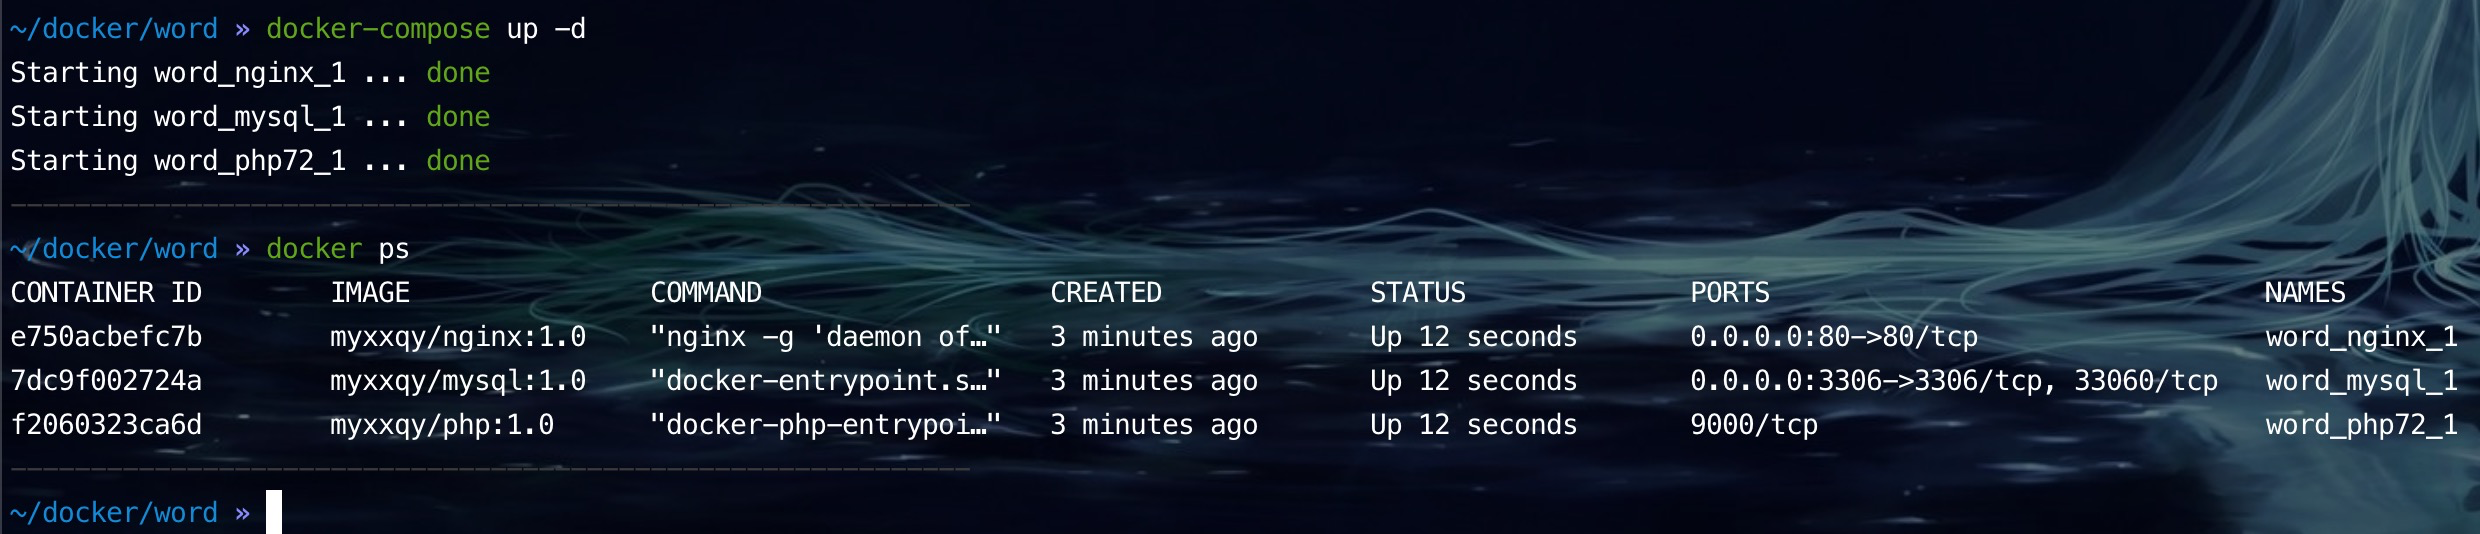 ~/docker/word » docker-compose up -d
Starting word_nginx_1 ... done
Starting word_mysql_1 ... done
Starting word_php72_1 ... done
------------------------------------------------------------
~/docker/word » docker ps
CONTAINER ID        IMAGE               COMMAND                  CREATED             STATUS              PORTS                               NAMES
e750acbefc7b        myxxqy/nginx:1.0    "nginx -g 'daemon of…"   3 minutes ago       Up 12 seconds       0.0.0.0:80->80/tcp                  word_nginx_1
7dc9f002724a        myxxqy/mysql:1.0    "docker-entrypoint.s…"   3 minutes ago       Up 12 seconds       0.0.0.0:3306->3306/tcp, 33060/tcp   word_mysql_1
f2060323ca6d        myxxqy/php:1.0      "docker-php-entrypoi…"   3 minutes ago       Up 12 seconds       9000/tcp                            word_php72_1
------------------------------------------------------------
~/docker/word »